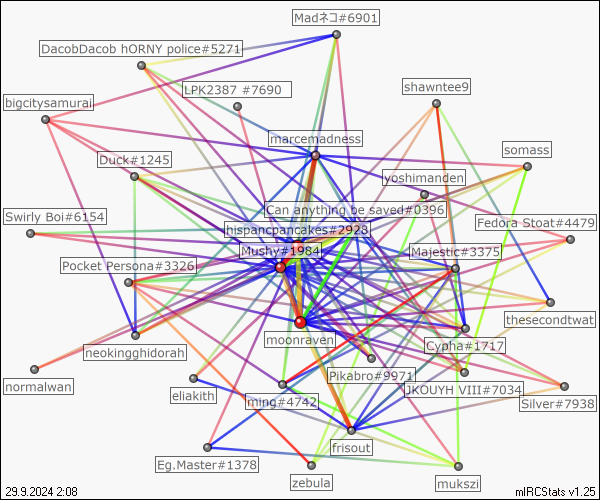 Madネコ#6901
DacobDacob hORNY police#5271
LPK2387 #7690
shawntee9
bigcitysamurai
marcemadness
somass
Duck#1245
yoshimanden
Can anything be saved#0396
Swirly Boi#6154
hispancpancakes#2928
Fedora Stoat#4479
Mushy#1984
Majestic#3375
Pocket Persona#3326
thesecondtwat
moonraven
Cypha#1717
neokingghidorah
Pikabro#9971
normalwan
JKOUYH VIII#7034
eliakith
ming#4742
Silver#7938
frisout
Eg.Master#1378
zebula
mukszi
29.9.2024 2:08
mIRCStats v1.25